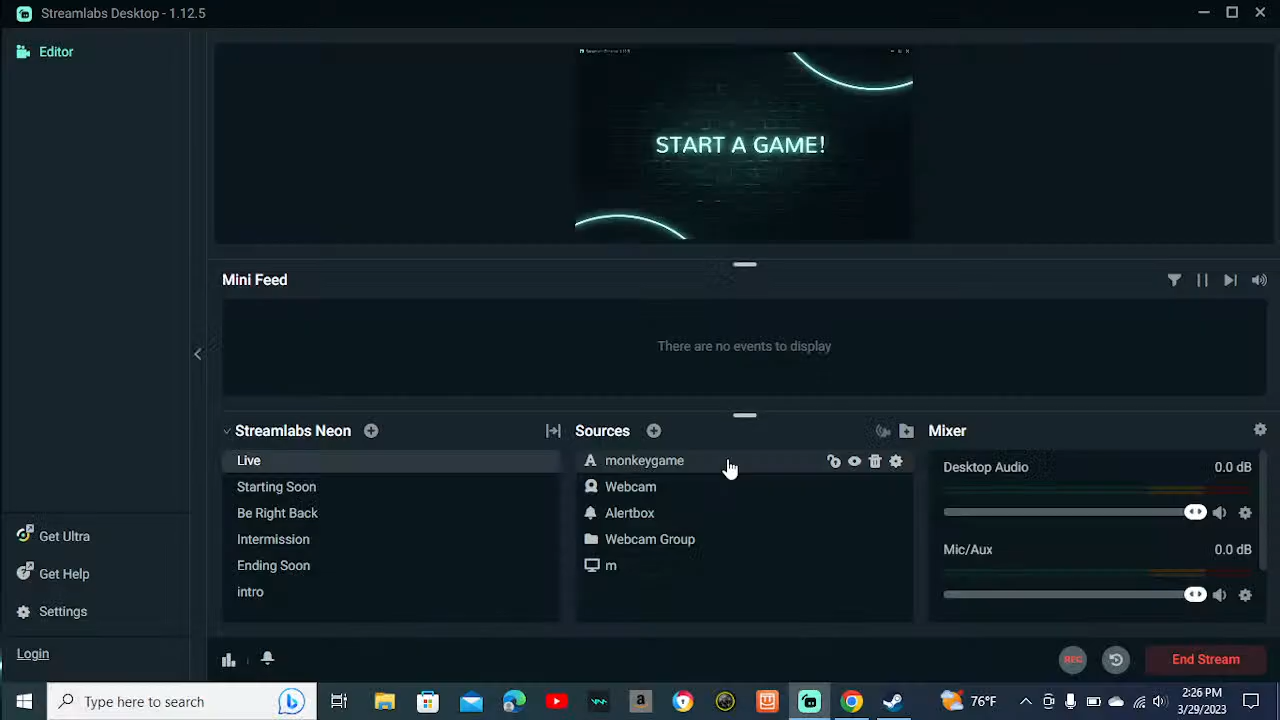 Streamlabs Desktop - 1.12.5
Editor
START A GAME!
Mini Feed
There are no events to display
Streamlabs Neon
Sources
Mixer
Live
Starting Soon
Be Right Back
Intermission
Ending Soon
intro
monkeygame
Webcam
Alertbox
Webcam Group
m
Desktop Audio
0.0 dB
Mic/Aux
0.0 dB
Get Ultra
Get Help
Settings
Login
REC
End Stream
Type here to search
a
76°F
2:26 PM
3/29/2023